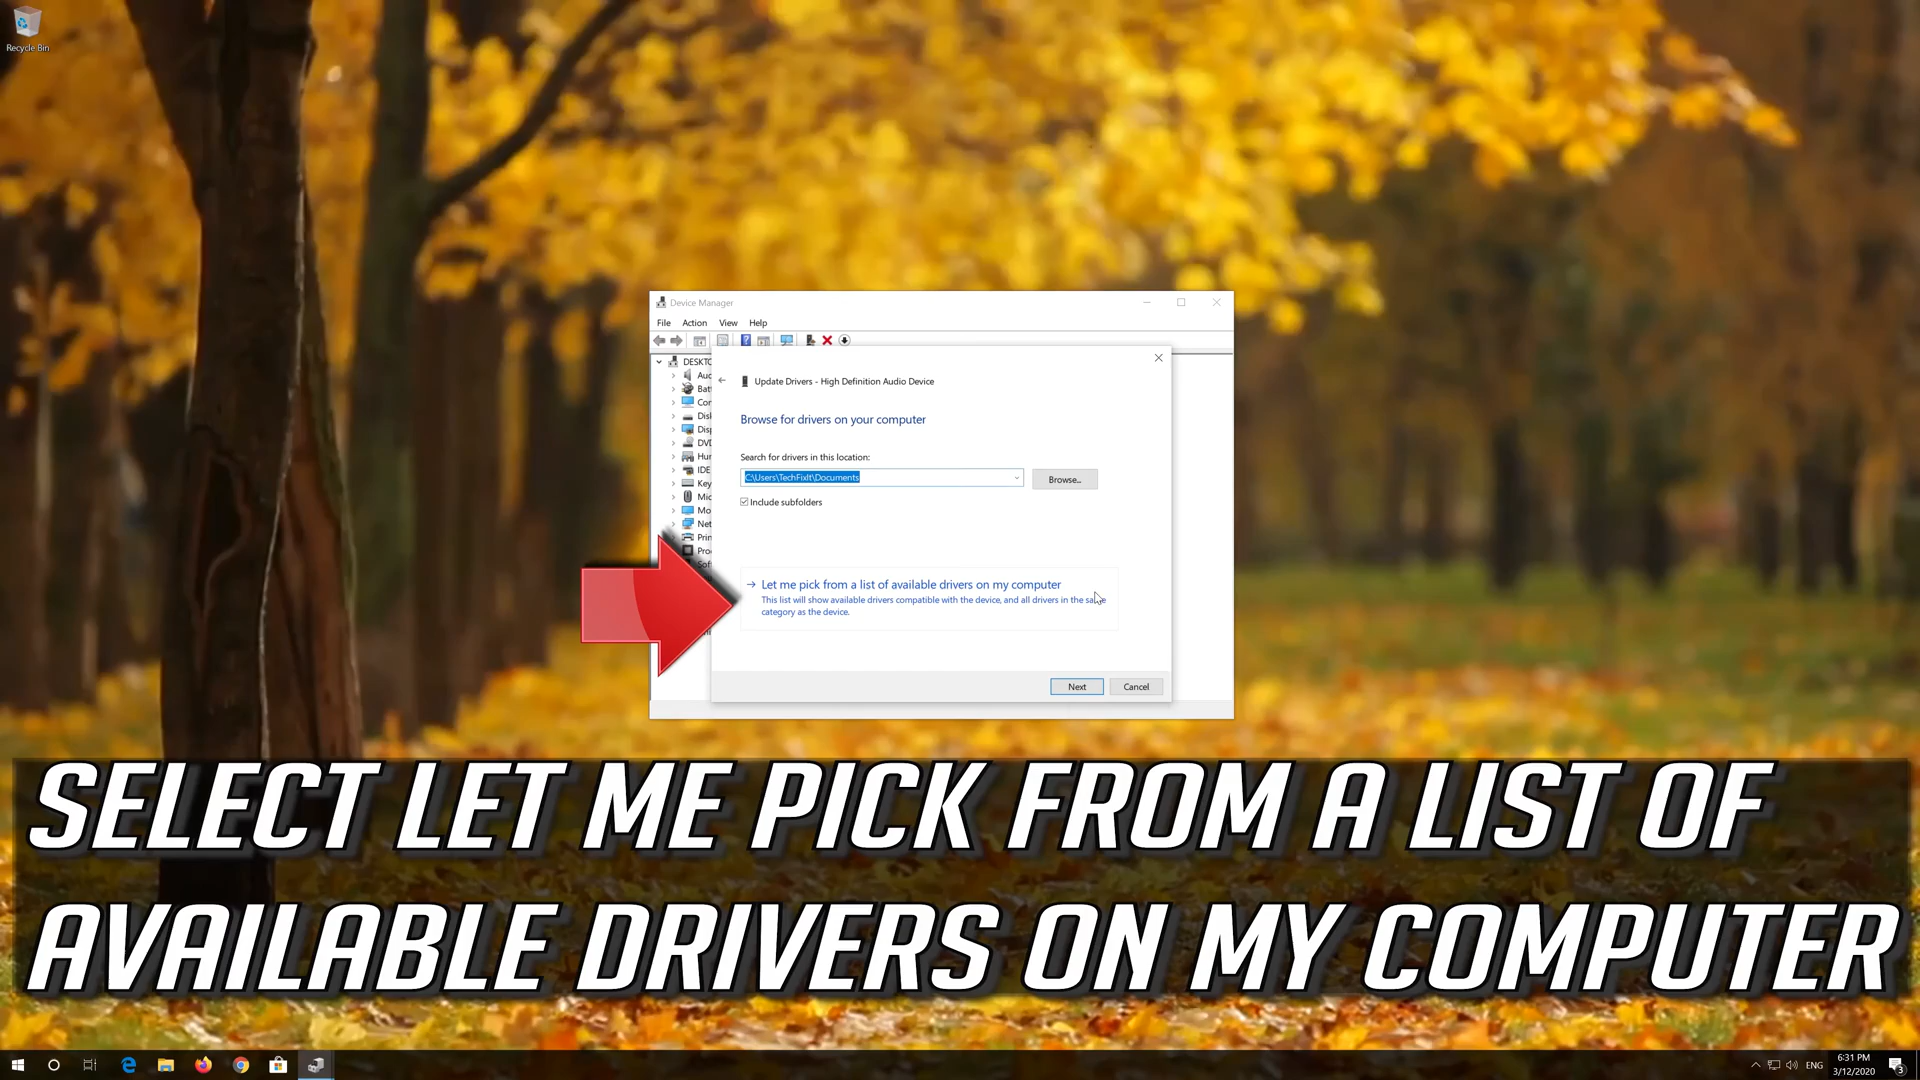 Recycle Bin
Device Manager
File Action View Help
Update Drivers - High Definition Audio Device
Browse for drivers on your computer
Search for drivers in this location:
C:\Users\TechFixIt\Documents
Browse...
Include subfolders
Let me pick from a list of available drivers on my computer
This list will show available drivers compatible with the device, and all drivers in the same
category as the device.
Next Cancel
SELECT LET ME PICK FROM A LIST OF
AVAILABLE DRIVERS ON MY COMPUTER
ENG
6:31 PM
3/12/2020
3